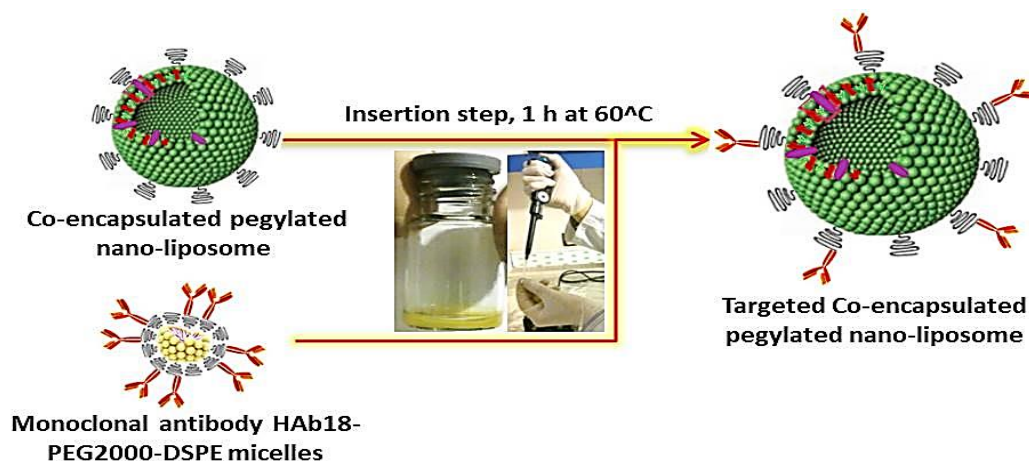 Insertion step, 1 h at 60^C
Co-encapsulated pegylated
nano-liposome
Targeted Co-encapsulated
pegylated nano-liposome
Monoclonal antibody HAb18-
PEG2000-DSPE micelles